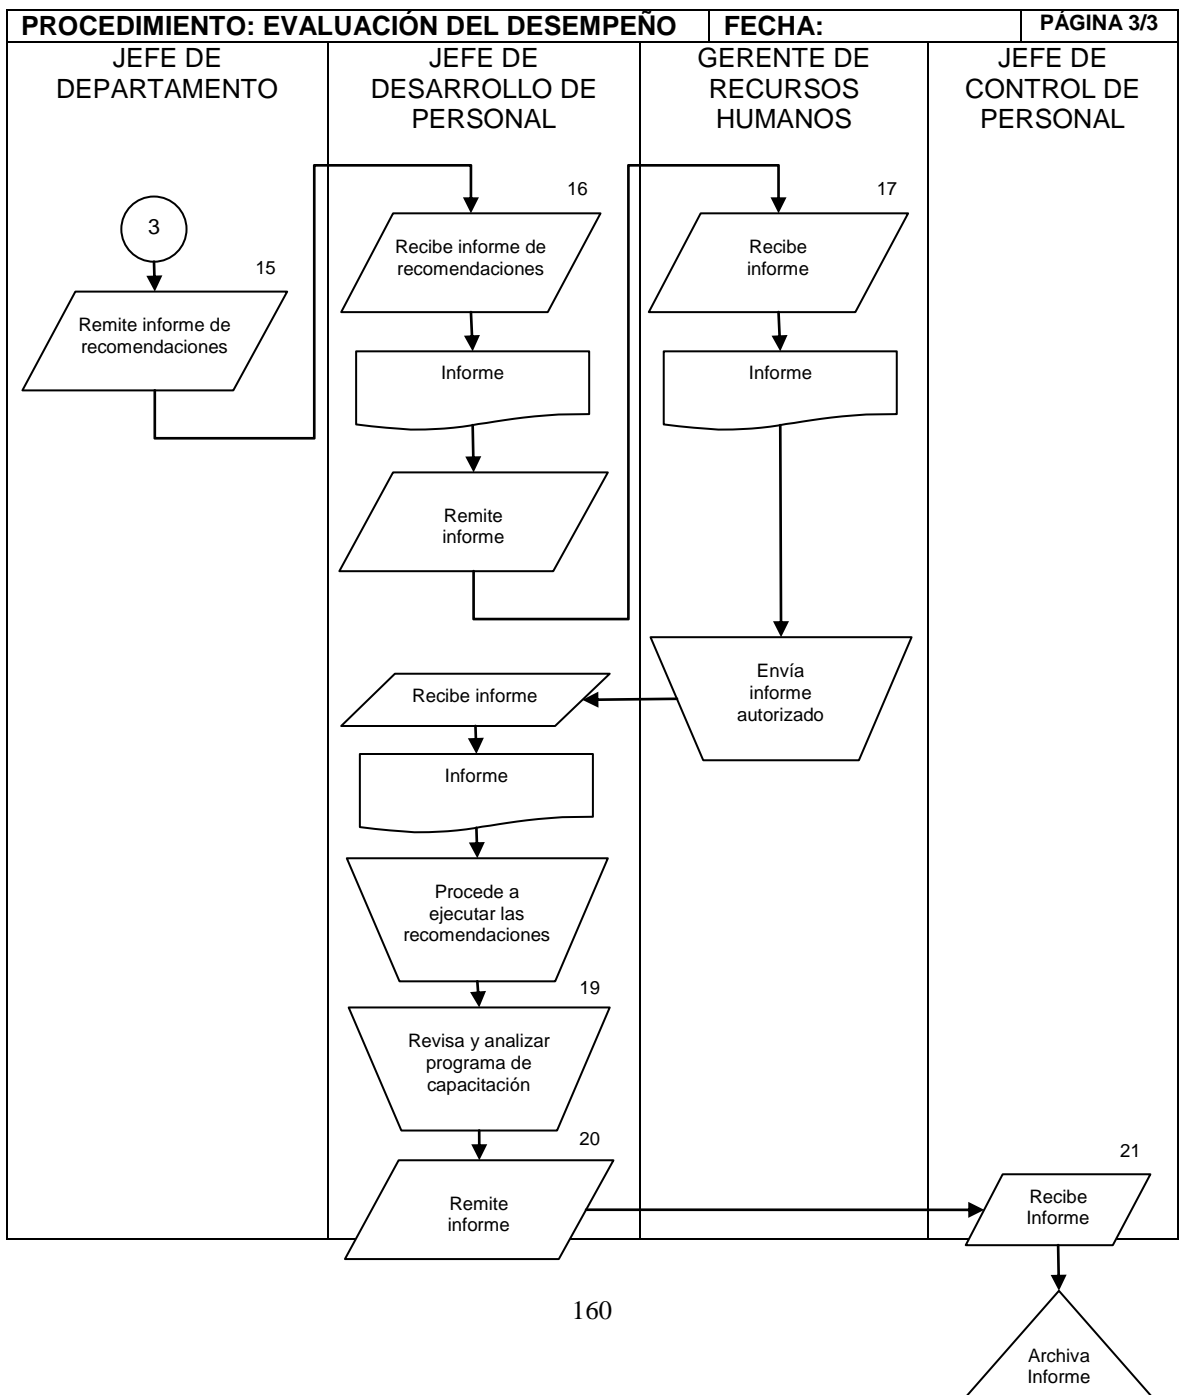 PROCEDIMIENTO: EVALUACIÓN DEL DESEMPEÑO
FECHA:
PÁGINA 3/3
JEFE DE
DEPARTAMENTO
JEFE DE
DESARROLLO DE
PERSONAL
GERENTE DE
RECURSOS
HUMANOS
JEFE DE
CONTROL DE
PERSONAL
3
15
Remite informe de
recomendaciones
16
Recibe informe de
recomendaciones
Informe
Remite
informe
17
Recibe
informe
Informe
Envía
informe
autorizado
Recibe informe
Informe
Procede a
ejecutar las
recomendaciones
19
Revisa y analizar
programa de
capacitación
20
Remite
informe
21
Recibe
Informe
Archiva
Informe
160